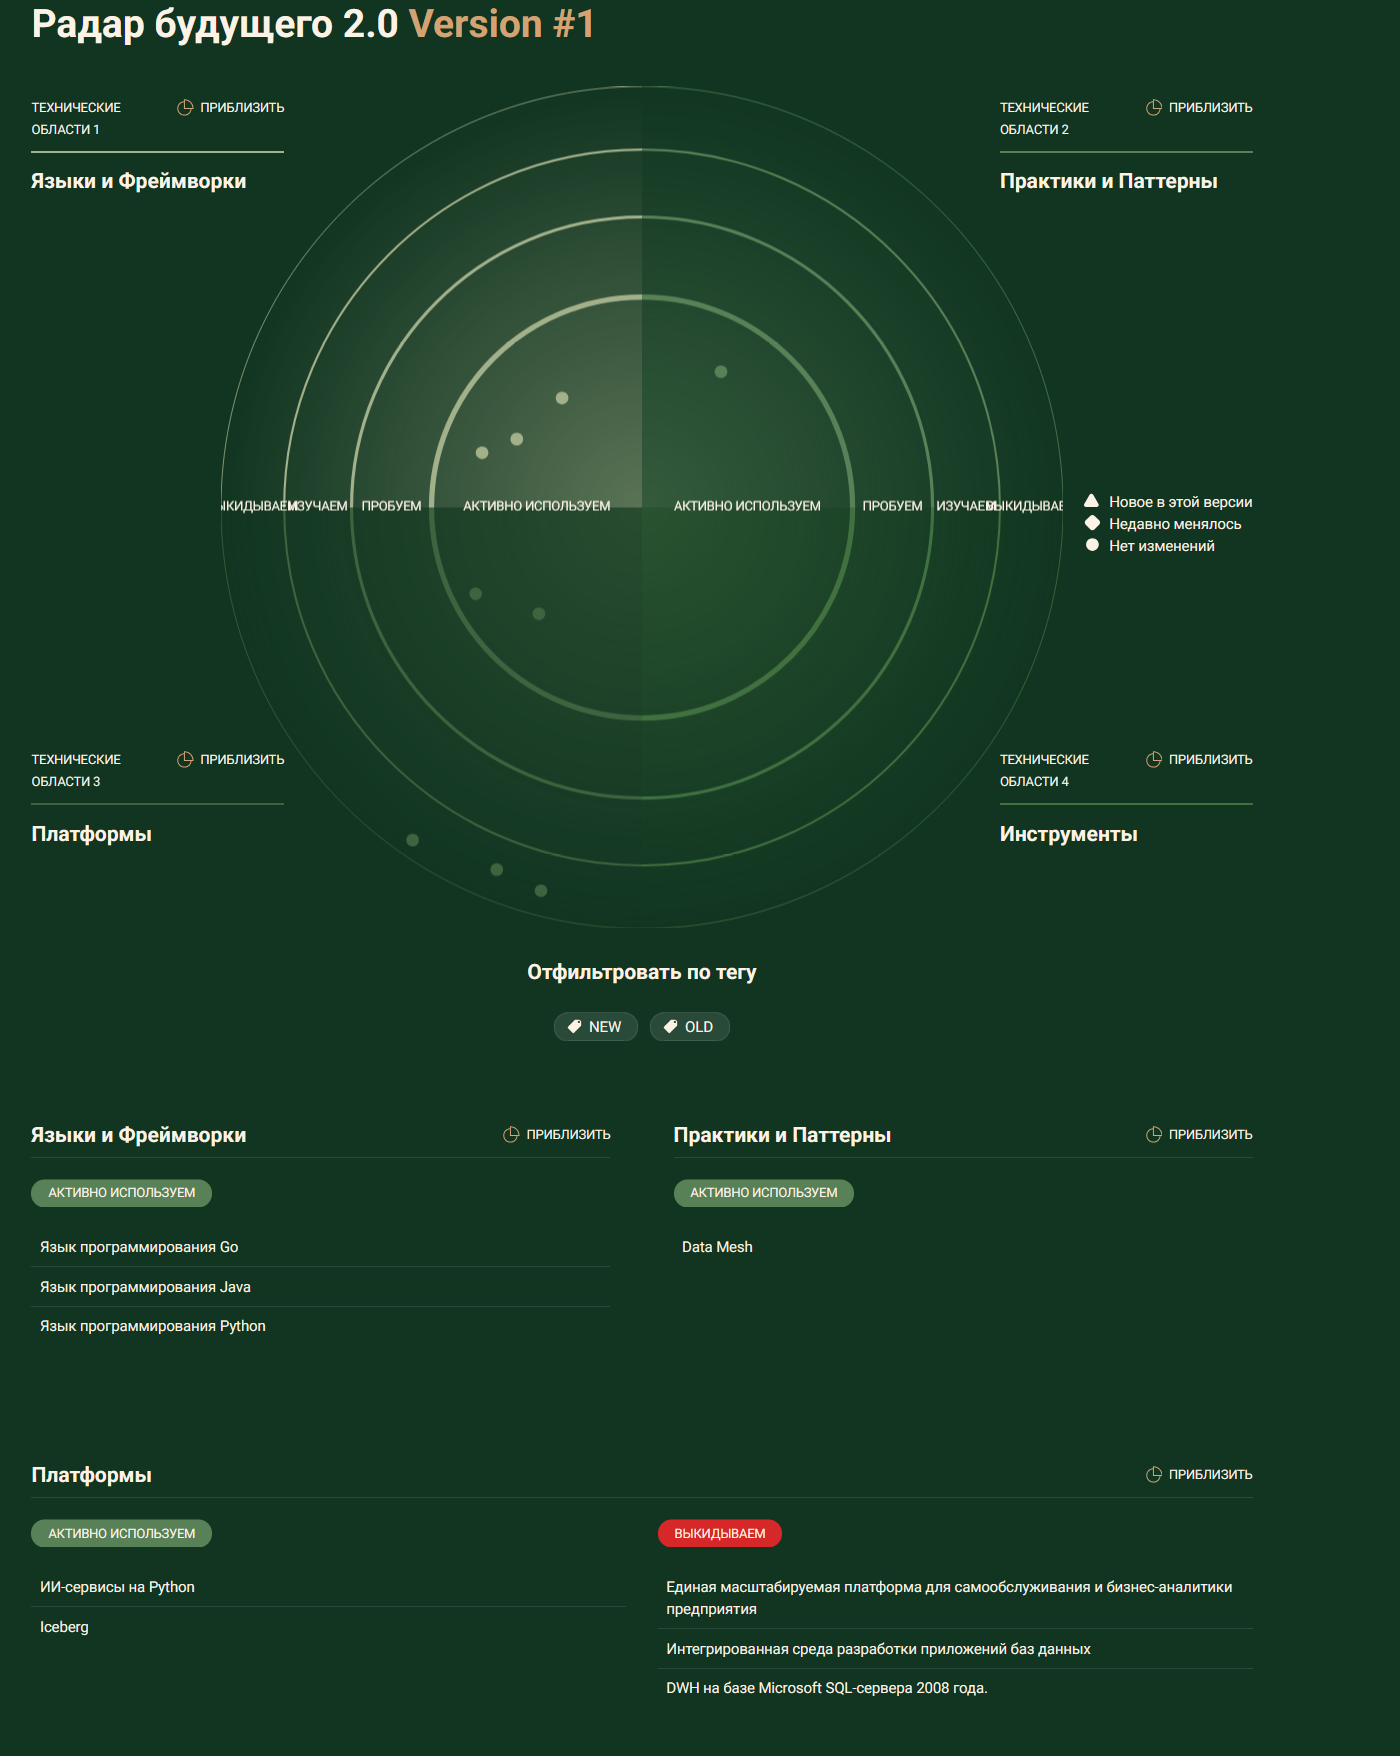 Радар будущего 2.0 Version #1
ТЕХНИЧЕСКИЕ
ОБЛАСТИ 1
ПРИБЛИЗИТЬ
Языки и Фреймворки
ТЕХНИЧЕСКИЕ
ОБЛАСТИ 2
ПРИБЛИЗИТЬ
Практики и Паттерны
ИЗУЧАЕМ
ПРОБУЕМ
АКТИВНО ИСПОЛЬЗУЕМ
АКТИВНО ИСПОЛЬЗУЕМ
ПРОБУЕМ
ИЗУЧАЕМ
Новое в этой версии
Недавно менялось
Нет изменений
ТЕХНИЧЕСКИЕ
ОБЛАСТИ 3
ПРИБЛИЗИТЬ
Платформы
ТЕХНИЧЕСКИЕ
ОБЛАСТИ 4
ПРИБЛИЗИТЬ
Инструменты
Отфильтровать по тегу
NEW
OLD
Языки и Фреймворки
ПРИБЛИЗИТЬ
АКТИВНО ИСПОЛЬЗУЕМ
Язык программирования Go
Язык программирования Java
Язык программирования Python
Практики и Паттерны
ПРИБЛИЗИТЬ
АКТИВНО ИСПОЛЬЗУЕМ
Data Mesh
Платформы
ПРИБЛИЗИТЬ
АКТИВНО ИСПОЛЬЗУЕМ
ИИ-сервисы на Python
Iceberg
ВЫКИДЫВАЕМ
Единая масштабируемая платформа для самообслуживания и бизнес-аналитики
предприятия
Интегрированная среда разработки приложений баз данных
DWH на базе Microsoft SQL-сервера 2008 года.